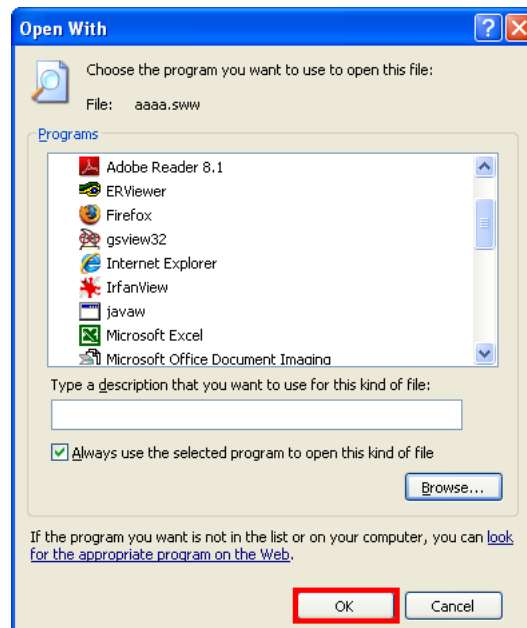 Open With
Choose the program you want to use to open this file:
File: aaaa.sww
Programs
Adobe Reader 8.1
ERViewer
Firefox
gsview32
Internet Explorer
IrfanView
javaw
Microsoft Excel
Microsoft Office Document Imaging
Type a description that you want to use for this kind of file:
Always use the selected program to open this kind of file
Browse...
If the program you want is not in the list or on your computer, you can look
for the appropriate program on the Web.
OK Cancel